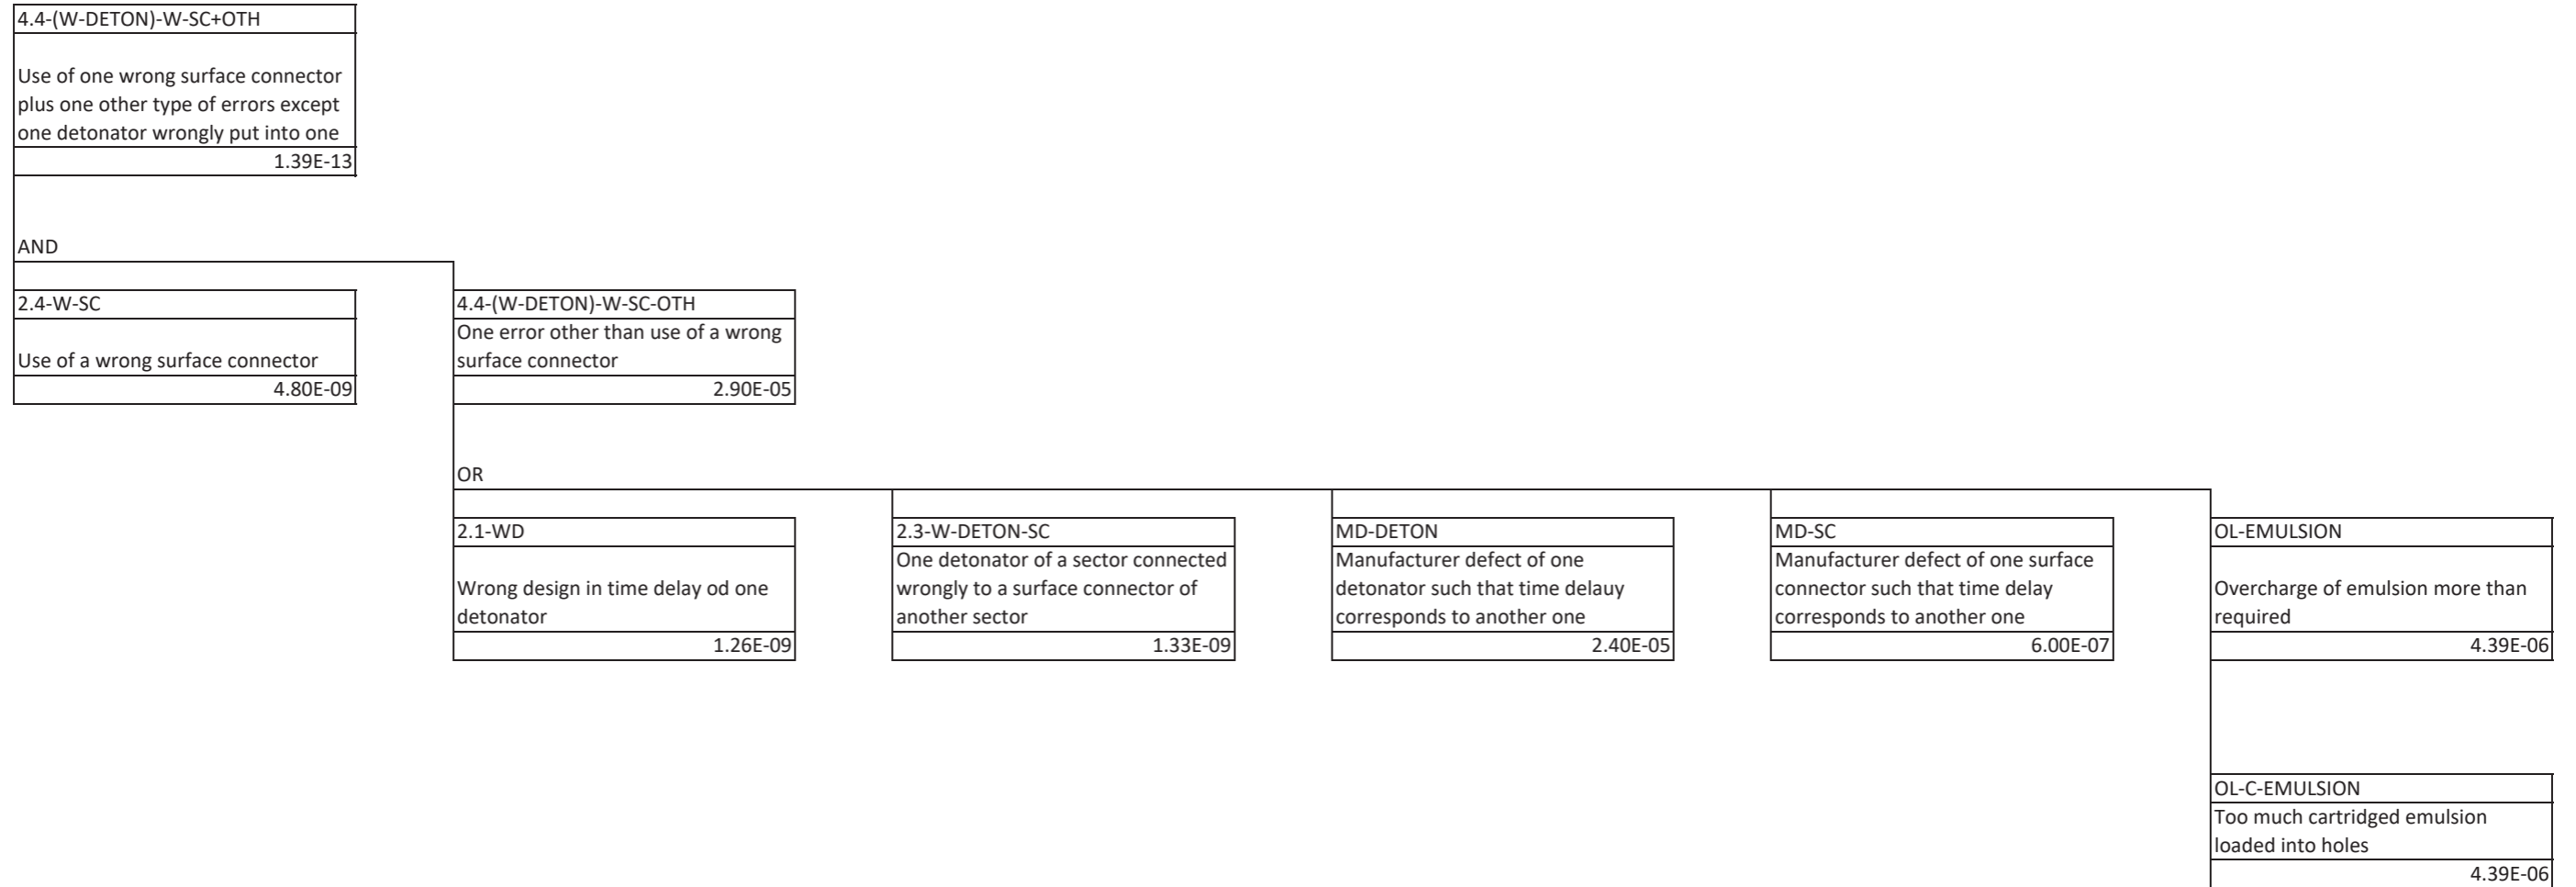 4.4-(W-DETON)-W-SC+OTH
Use of one wrong surface connector
plus one other type of errors except
one detonator wrongly put into one
1.39E-13
AND
2.4-W-SC
Use of a wrong surface connector
4.80E-09
4.4-(W-DETON)-W-SC-OTH
One error other than use of a wrong
surface connector
2.90E-05
OR
2.1-WD
Wrong design in time delay od one
detonator
1.26E-09
2.3-W-DETON-SC
One detonator of a sector connected
wrongly to a surface connector of
another sector
1.33E-09
MD-DETON
Manufacturer defect of one
detonator such that time delauy
corresponds to another one
2.40E-05
MD-SC
Manufacturer defect of one surface
connector such that time delay
corresponds to another one
6.00E-07
OL-EMULSION
Overcharge of emulsion more than
required
4.39E-06
OL-C-EMULSION
Too much cartridged emulsion
loaded into holes
4.39E-06